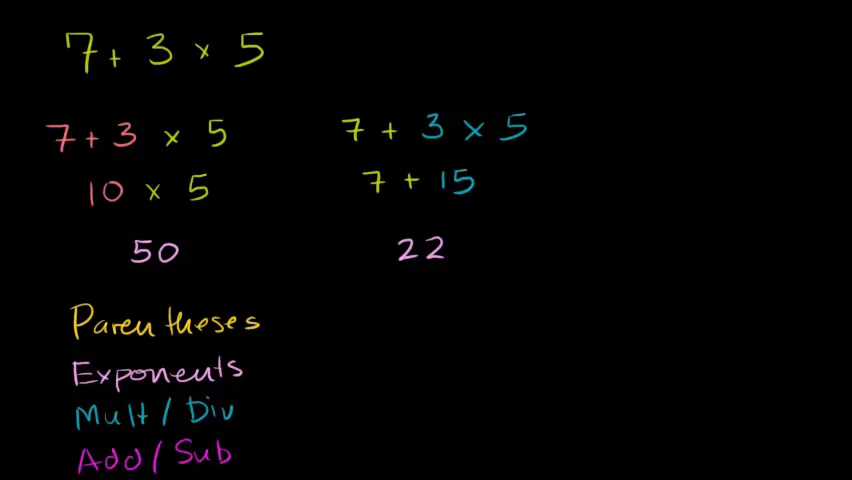 7 + 3 × 5
7 + 3 × 5
10 × 5
50
7 + 3 × 5
7 + 15
22
Parentheses
Exponents
Mult / Div
Add / Sub